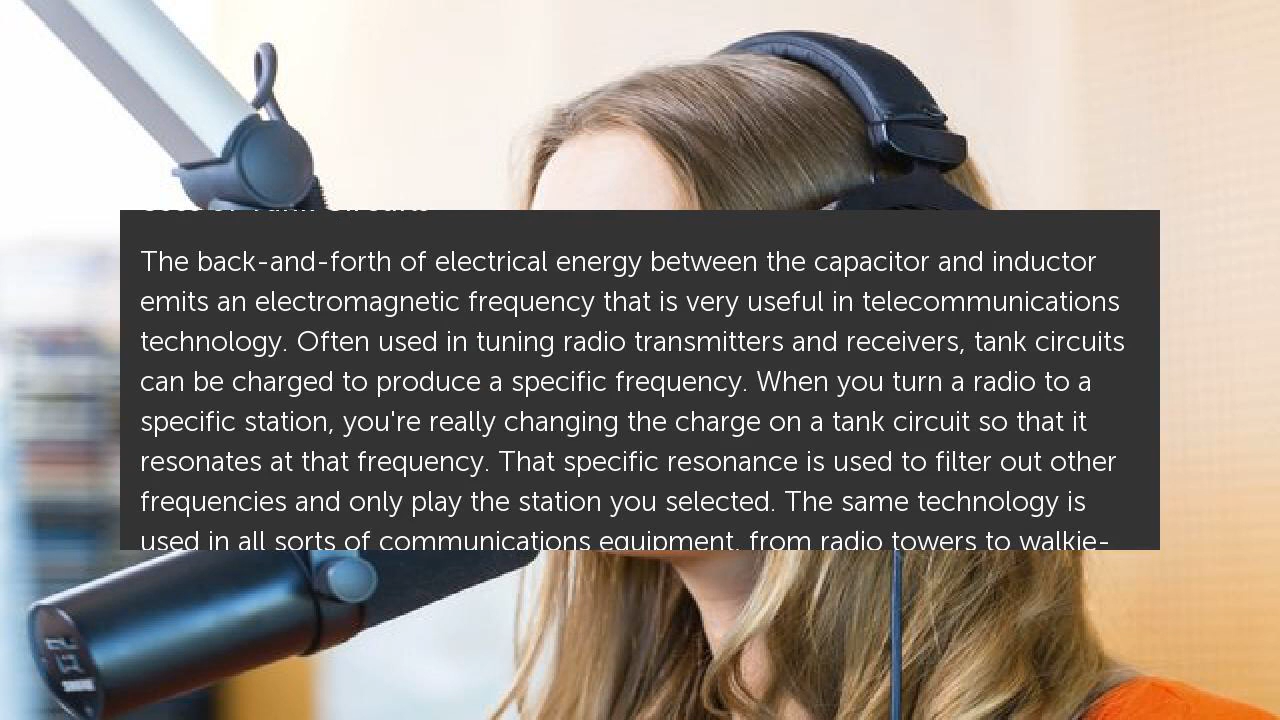 The back-and-forth of electrical energy between the capacitor and inductor
emits an electromagnetic frequency that is very useful in telecommunications
technology. Often used in tuning radio transmitters and receivers, tank circuits
can be charged to produce a specific frequency. When you turn a radio to a
specific station, you're really changing the charge on a tank circuit so that it
resonates at that frequency. That specific resonance is used to filter out other
frequencies and only play the station you selected. The same technology is
used in all sorts of communications equipment, from radio towers to walkie-